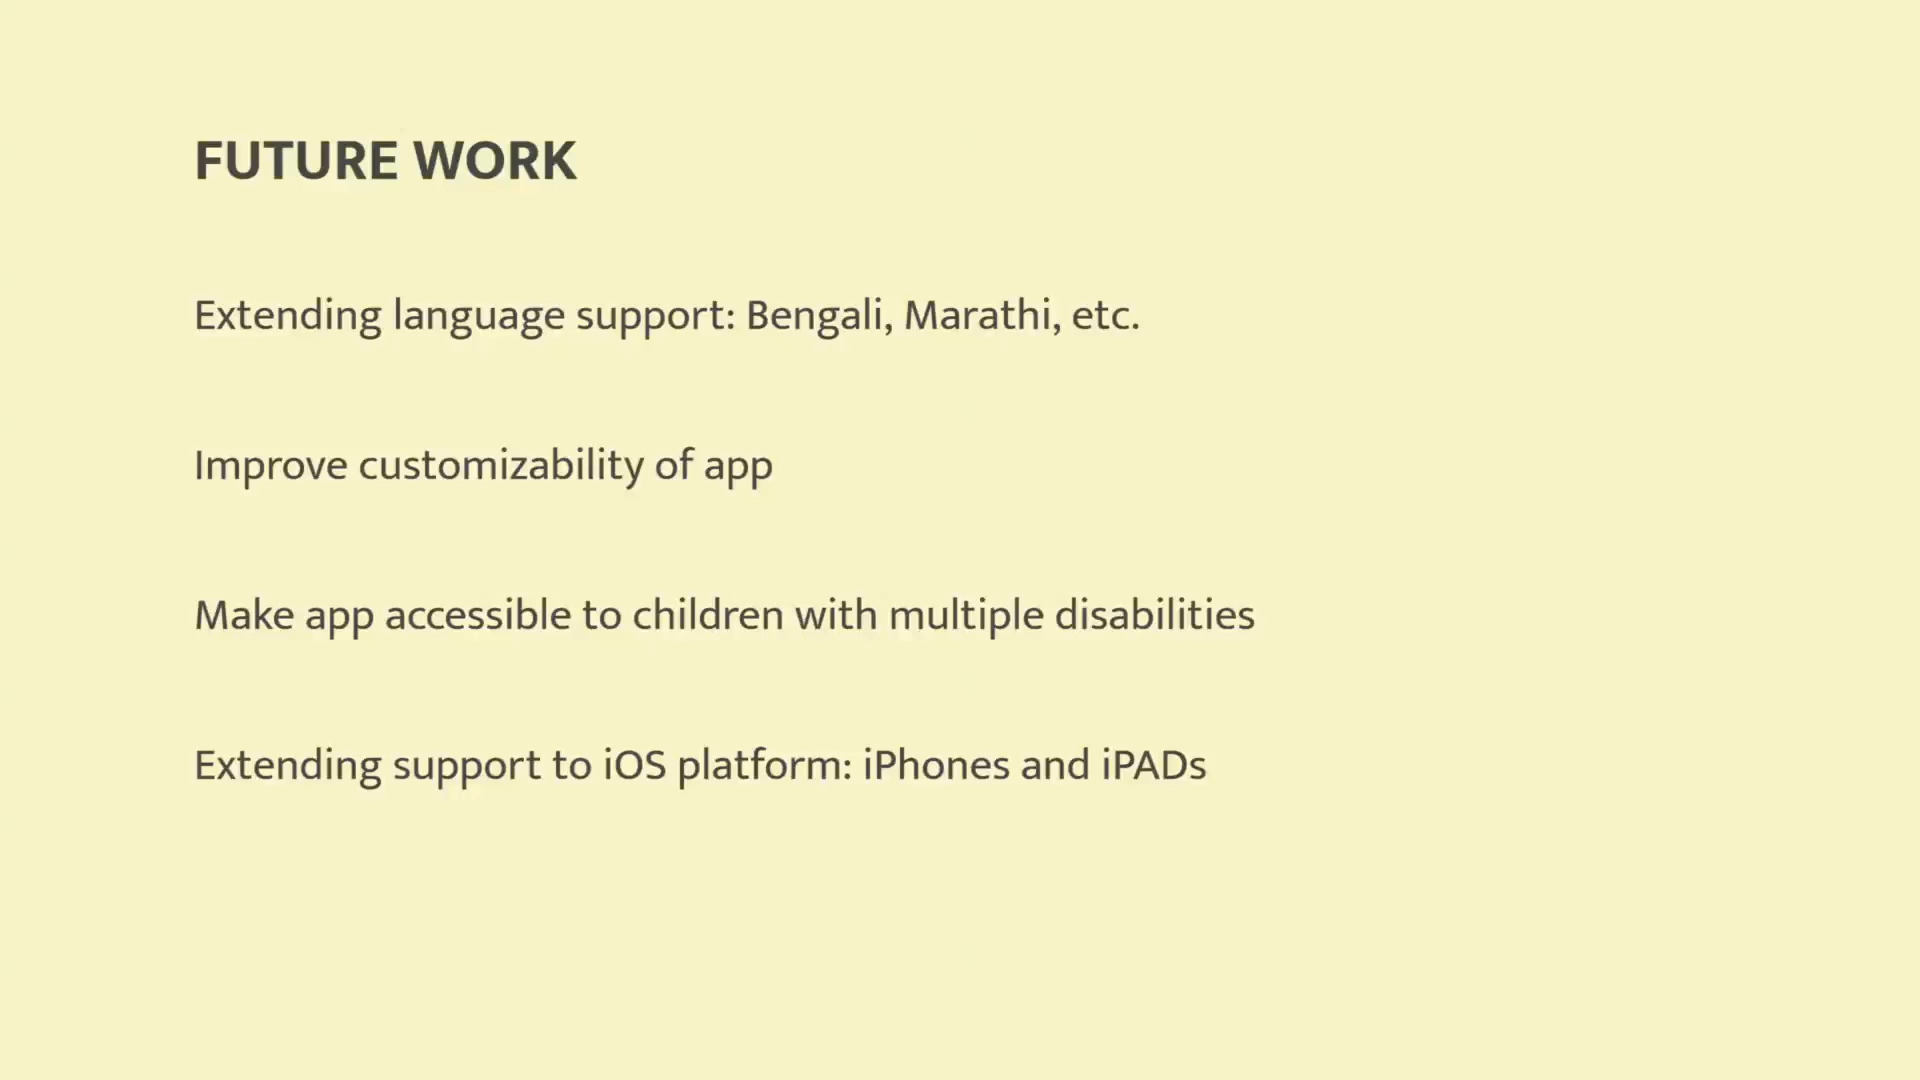 FUTURE WORK
Extending language support: Bengali, Marathi, etc.
Improve customizability of app
Make app accessible to children with multiple disabilities
Extending support to iOS platform: iPhones and iPADs